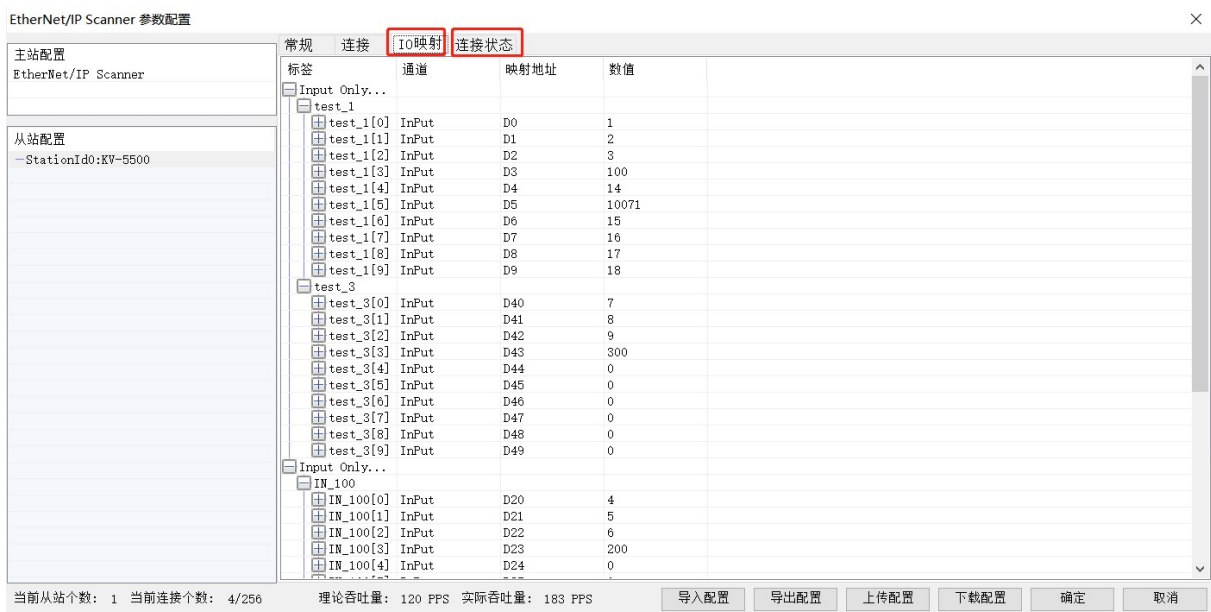 EtherNet/IP Scanner 参数配置
主站配置
EtherNet/IP Scanner
从站配置
StationId0:KV-5500
常规 连接 IO映射 连接状态
标签 通道 映射地址 数值
Input Only...
test_1
test_1[0] InPut D0 1
test_1[1] InPut D1 2
test_1[2] InPut D2 3
test_1[3] InPut D3 100
test_1[4] InPut D4 14
test_1[5] InPut D5 10071
test_1[6] InPut D6 15
test_1[7] InPut D7 16
test_1[8] InPut D8 17
test_1[9] InPut D9 18
test_3
test_3[0] InPut D40 7
test_3[1] InPut D41 8
test_3[2] InPut D42 9
test_3[3] InPut D43 300
test_3[4] InPut D44 0
test_3[5] InPut D45 0
test_3[6] InPut D46 0
test_3[7] InPut D47 0
test_3[8] InPut D48 0
test_3[9] InPut D49 0
Input Only...
IN_100
IN_100[0] InPut D20 4
IN_100[1] InPut D21 5
IN_100[2] InPut D22 6
IN_100[3] InPut D23 200
IN_100[4] InPut D24 0
当前从站个数: 1 当前连接个数: 4/256 理论吞吐量: 120 PPS 实际吞吐量: 183 PPS 导入配置 导出配置 上传配置 下载配置 确定 取消